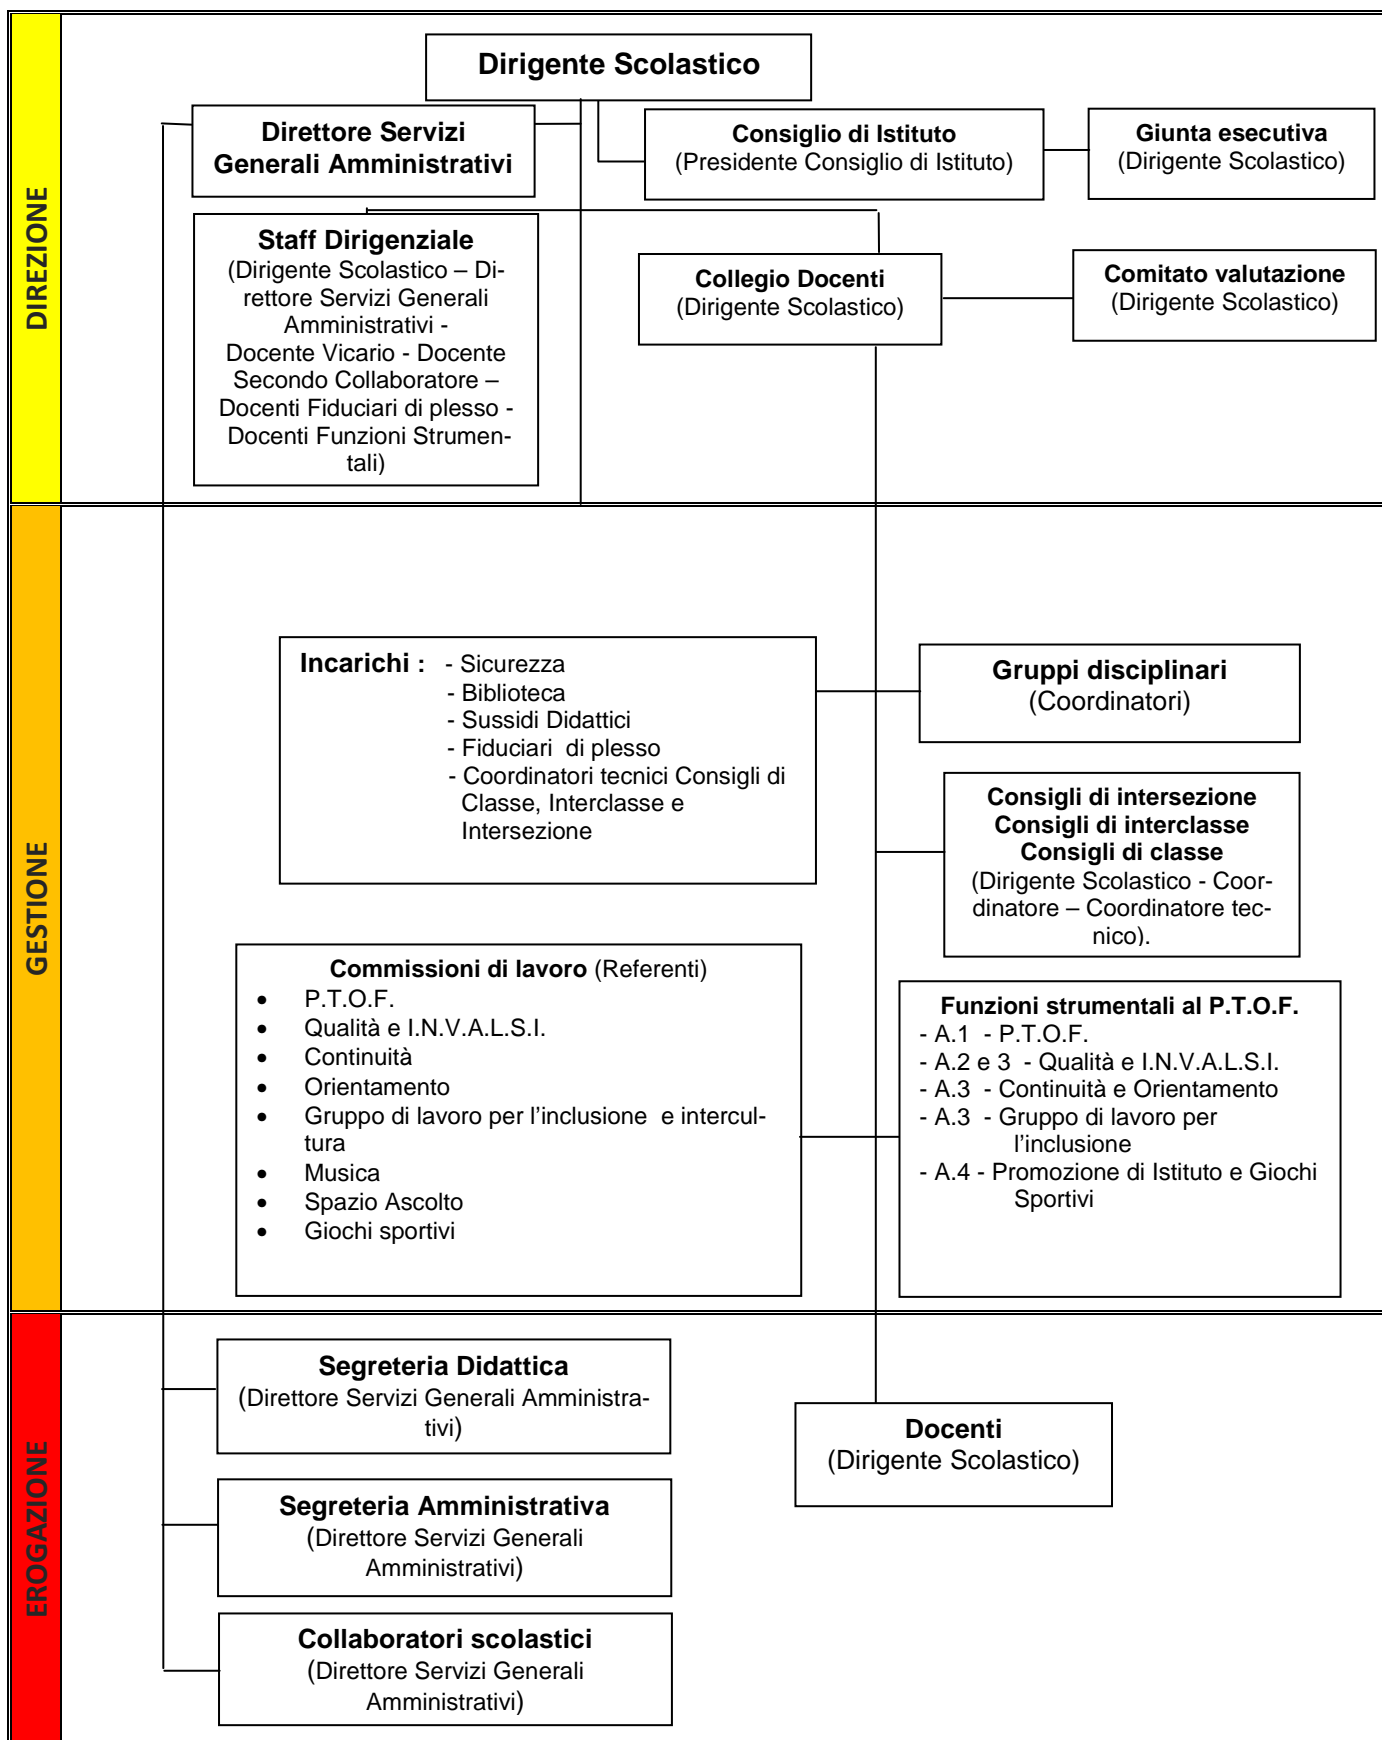 DIREZIONE
Dirigente Scolastico
Direttore Servizi
Generali Amministrativi
Consiglio di Istituto
(Presidente Consiglio di Istituto)
Giunta esecutiva
(Dirigente Scolastico)
Staff Dirigenziale
(Dirigente Scolastico – Di-
rettore Servizi Generali
Amministrativi -
Docente Vicario - Docente
Secondo Collaboratore –
Docenti Fiduciari di plesso -
Docenti Funzioni Strumen-
tali)
Collegio Docenti
(Dirigente Scolastico)
Comitato valutazione
(Dirigente Scolastico)
GESTIONE
Incarichi : - Sicurezza
- Biblioteca
- Sussidi Didattici
- Fiduciari di plesso
- Coordinatori tecnici Consigli di
Classe, Interclasse e
Intersezione
Gruppi disciplinari
(Coordinatori)
Consigli di intersezione
Consigli di interclasse
Consigli di classe
(Dirigente Scolastico - Coor-
dinatore – Coordinatore tec-
nico).
Commissioni di lavoro (Referenti)
• P.T.O.F.
• Qualità e I.N.V.A.L.S.I.
• Continuità
• Orientamento
• Gruppo di lavoro per l’inclusione e intercul-
tura
• Musica
• Spazio Ascolto
• Giochi sportivi
Funzioni strumentali al P.T.O.F.
- A.1 - P.T.O.F.
- A.2 e 3 - Qualità e I.N.V.A.L.S.I.
- A.3 - Continuità e Orientamento
- A.3 - Gruppo di lavoro per
l’inclusione
- A.4 - Promozione di Istituto e Giochi
Sportivi
EROGAZIONE
Segreteria Didattica
(Direttore Servizi Generali Amministra-
tivi)
Docenti
(Dirigente Scolastico)
Segreteria Amministrativa
(Direttore Servizi Generali
Amministrativi)
Collaboratori scolastici
(Direttore Servizi Generali
Amministrativi)